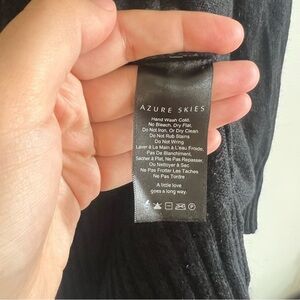 AZURE SKIES
Hand Wash Cold.
No Bleach. Dry Flat.
Do Not Iron. Or Dry Clean
Do Not Rub Stains
Do Not Wring
Laver à La Main à L'eau Froide.
Pas De Blanchiment.
Sécher à Plat, Ne Pas Repasser.
Ou Nettoyer à Sac
Ne Pas Frotter Les Taches
Ne Pas Essorer
A little love
goes a long way.